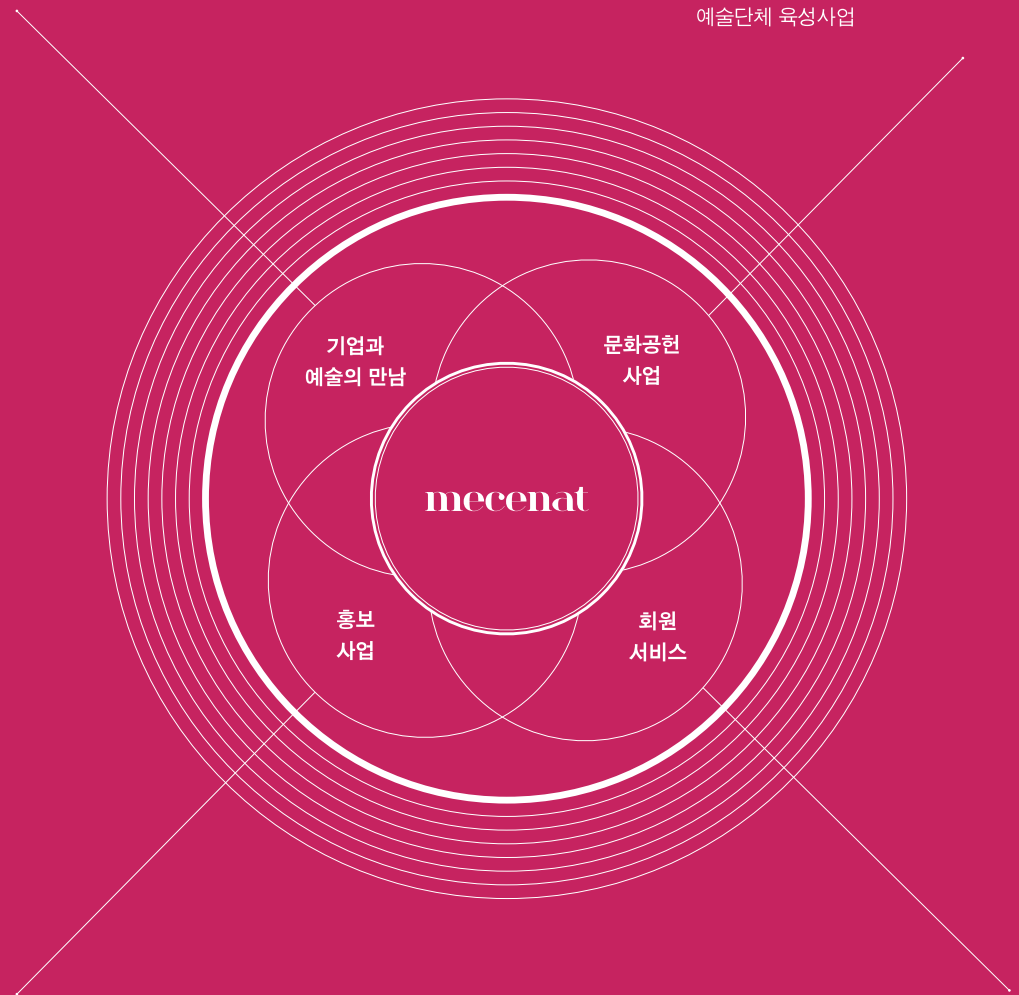 예술단체 육성사업
기업과
예술의 만남
문화공헌
사업
mecenat
홍보
사업
회원
서비스